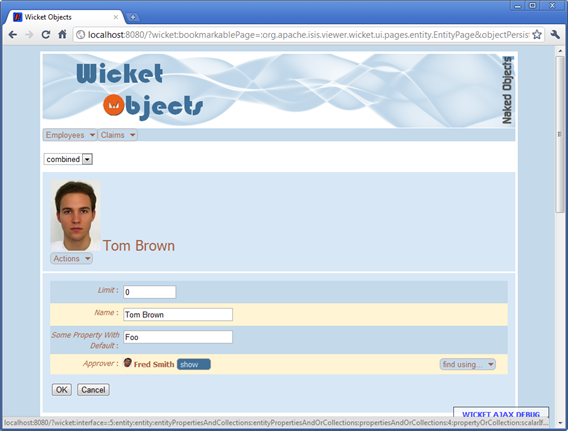 Wicket Objects
localhost:8080/?wicket:bookmarkablePage=:org.apache.isis.viewer.wicket.ui.pages.entity.EntityPage&objectPersis
Wicket
Objects
Naked Objects
Employees Claims
combined
Tom Brown
Actions
Limit : 0
Name : Tom Brown
Some Property With
Default : Foo
Approver : Fred Smith show find using...
OK Cancel
WICKET AJAX DEBUG
localhost:8080/?wicket:interface=:5:entity:entity:entityPropertiesAndCollections:entityPropertiesAndOrCollections:propertiesAndOrCollections:4:propertyOrCollection:scalarIf...